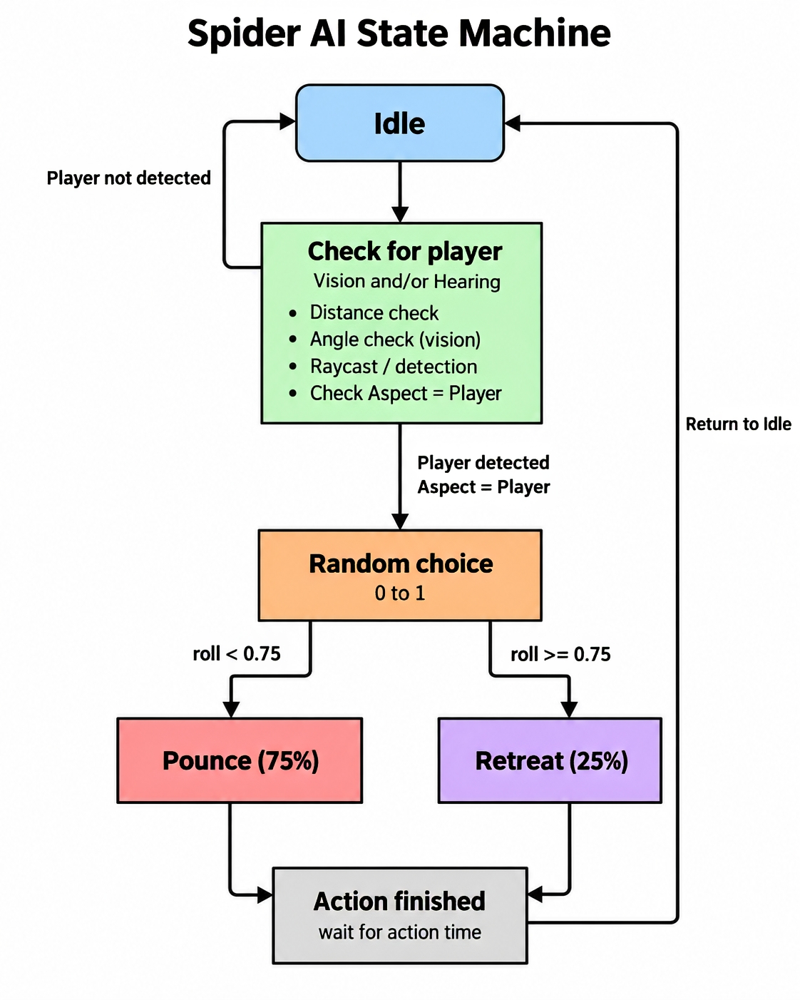 Spider AI State Machine
Idle
Player not detected
Check for player
Vision and/or Hearing
• Distance check
• Angle check (vision)
• Raycast / detection
• Check Aspect = Player
Return to Idle
Player detected
Aspect = Player
Random choice
0 to 1
roll < 0.75
roll >= 0.75
Pounce (75%)
Retreat (25%)
Action finished
wait for action time